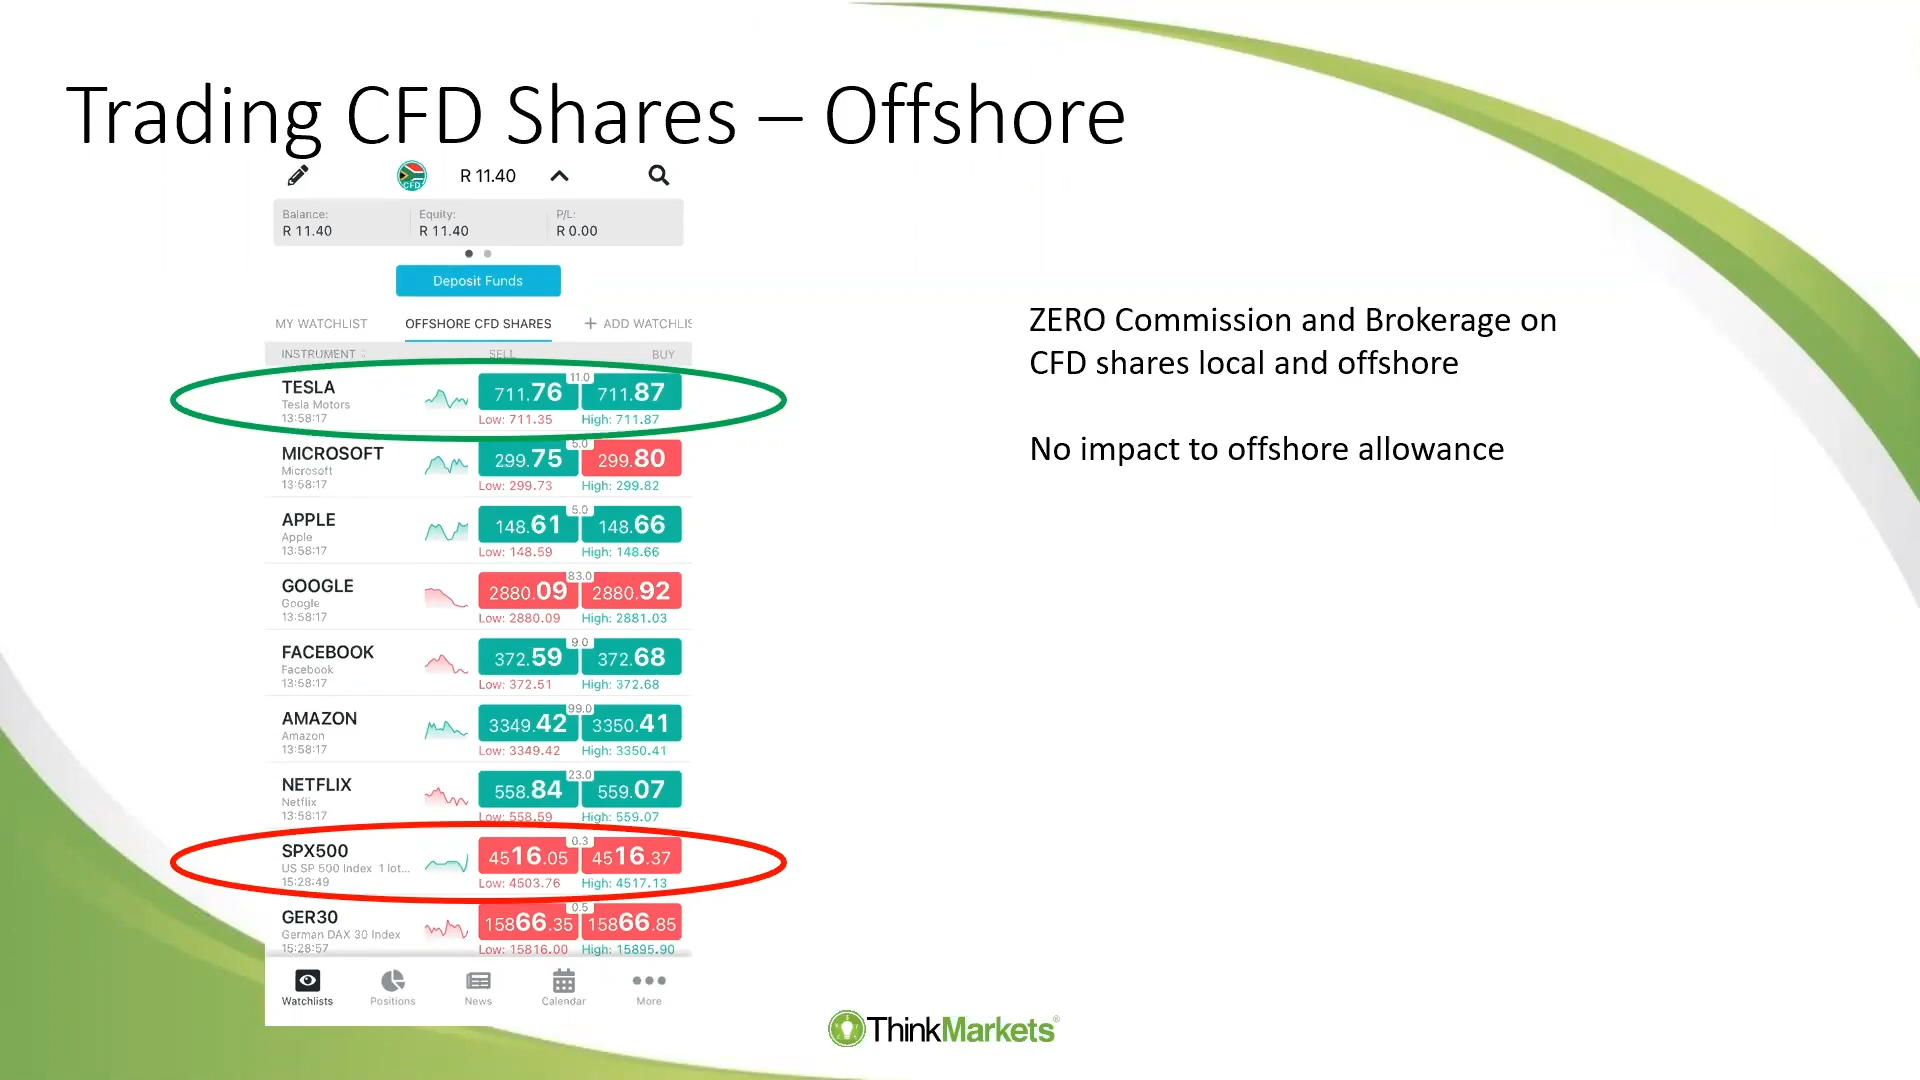 Trading CFD Shares – Offshore
CFD
R 11.40
Balance: Equity: P/L:
R 11.40 R 11.40 R 0.00
Deposit Funds
MY WATCHLIST OFFSHORE CFD SHARES + ADD WATCHLIS
INSTRUMENT SELL BUY
TESLA 711.76 11.0 711.87
Tesla Motors
13:58:17 Low: 711.35 High: 711.87
MICROSOFT 299.75 5.0 299.80
Microsoft
13:58:17 Low: 299.73 High: 299.82
APPLE 148.61 5.0 148.66
Apple
13:58:17 Low: 148.59 High: 148.66
GOOGLE 2880.09 83.0 2880.92
Google
13:58:17 Low: 2880.09 High: 2881.03
FACEBOOK 372.59 9.0 372.68
Facebook
13:58:17 Low: 372.51 High: 372.68
AMAZON 3349.42 99.0 3350.41
Amazon
13:58:17 Low: 3349.42 High: 3350.41
NETFLIX 558.84 23.0 559.07
Netflix
13:58:17 Low: 558.59 High: 559.07
SPX500 4516.05 0.3 4516.37
US SP 500 Index 1 lot...
15:28:49 Low: 4503.76 High: 4517.13
GER30 15866.35 0.5 15866.85
German DAX 30 Index
15:28:57 Low: 15816.00 High: 15895.90
Watchlists Positions News Calendar More
ZERO Commission and Brokerage on
CFD shares local and offshore
No impact to offshore allowance
ThinkMarkets®